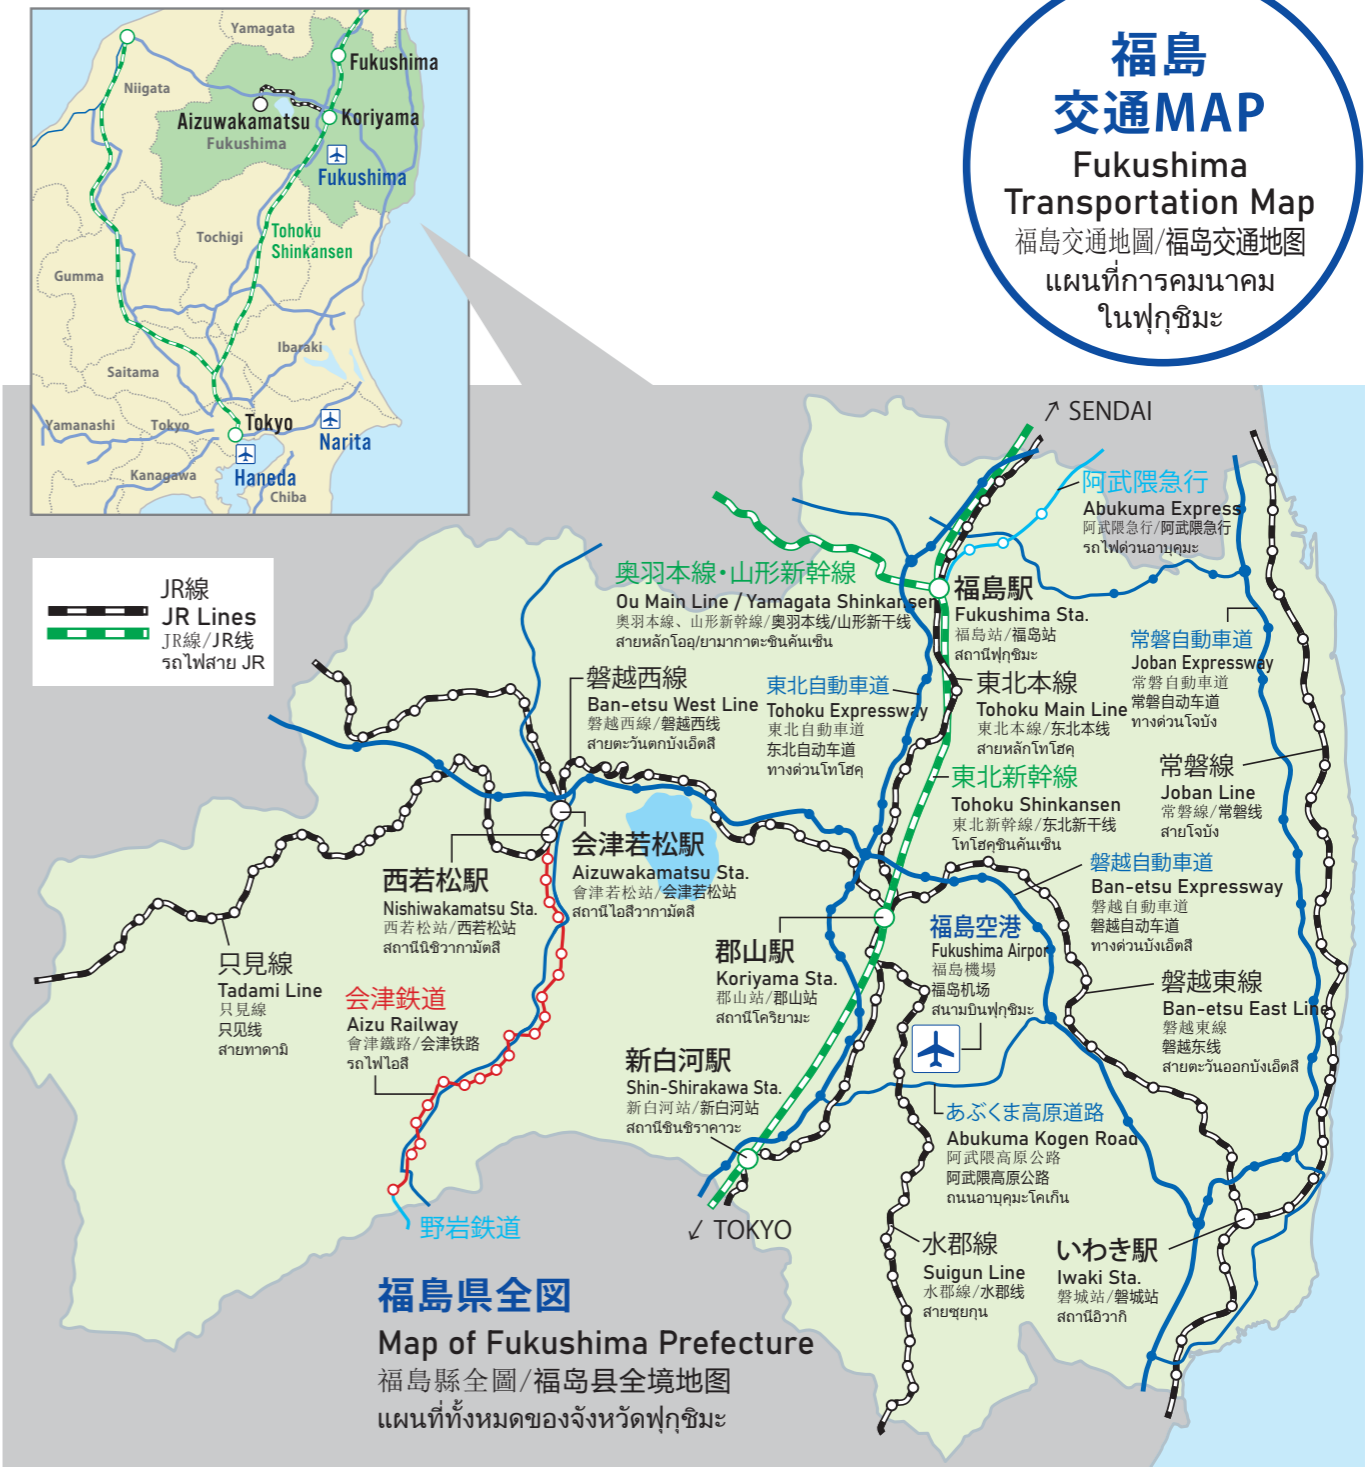 Yamagata
Fukushima
Niigata
Aizuwakamatsu
Koriyama
Fukushima
Fukushima
Tohoku
Shinkansen
Tochigi
Gumma
Ibaraki
Saitama
Yamanashi
Tokyo
Tokyo
Narita
Haneda
Kanagawa
Chiba
福島
交通MAP
Fukushima
Transportation Map
福島交通地圖/福岛交通地图
แผนที่การคมนาคม
ในฟุกุชิมะ
JR線
JR Lines
JR線/JR线
รถไฟสาย JR
↗ SENDAI
阿武隈急行
Abukuma Express
阿武隈急行/阿武隈急行
รถไฟด่วนอาบุคุมะ
奥羽本線・山形新幹線
Ou Main Line / Yamagata Shinkansen
奧羽本線、山形新幹線/奥羽本线/山形新干线
สายหลักโออุ/ยามากาตะชินคันเซ็น
福島駅
Fukushima Sta.
福島站/福岛站
สถานีฟุกุชิมะ
常磐自動車道
Joban Expressway
常磐自動車道
常磐自动车道
ทางด่วนโจบัง
磐越西線
Ban-etsu West Line
磐越西線/磐越西线
สายตะวันตกบังเอ็ตสึ
東北自動車道
Tohoku Expressway
東北自動車道
东北自动车道
ทางด่วนโทโฮคุ
東北本線
Tohoku Main Line
東北本線/东北本线
สายหลักโทโฮคุ
東北新幹線
Tohoku Shinkansen
東北新幹線/东北新干线
โทโฮคุชินคันเซ็น
常磐線
Joban Line
常磐線/常磐线
สายโจบัง
会津若松駅
Aizuwakamatsu Sta.
會津若松站/会津若松站
สถานีไอสึวากามัตสึ
西若松駅
Nishiwakamatsu Sta.
西若松站/西若松站
สถานีนิชิวากามัตสึ
磐越自動車道
Ban-etsu Expressway
磐越自動車道
磐越自动车道
ทางด่วนบังเอ็ตสึ
福島空港
Fukushima Airport
福島機場
福岛机场
สนามบินฟุกุชิมะ
郡山駅
Koriyama Sta.
郡山站/郡山站
สถานีโคริยามะ
只見線
Tadami Line
只見線
只见线
สายทาดามิ
会津鉄道
Aizu Railway
會津鐵路/会津铁路
รถไฟไอสึ
磐越東線
Ban-etsu East Line
磐越東線
磐越东线
สายตะวันออกบังเอ็ตสึ
新白河駅
Shin-Shirakawa Sta.
新白河站/新白河站
สถานีชินชิราคาวะ
あぶくま高原道路
Abukuma Kogen Road
阿武隈高原公路
阿武隈高原公路
ถนนอาบุคุมะโคเก็น
野岩鉄道
↙ TOKYO
水郡線
Suigun Line
水郡線/水郡线
สายซุยกุน
いわき駅
Iwaki Sta.
磐城站/磐城站
สถานีอิวากิ
福島県全図
Map of Fukushima Prefecture
福島縣全圖/福岛县全境地图
แผนที่ทั้งหมดของจังหวัดฟุกุชิมะ